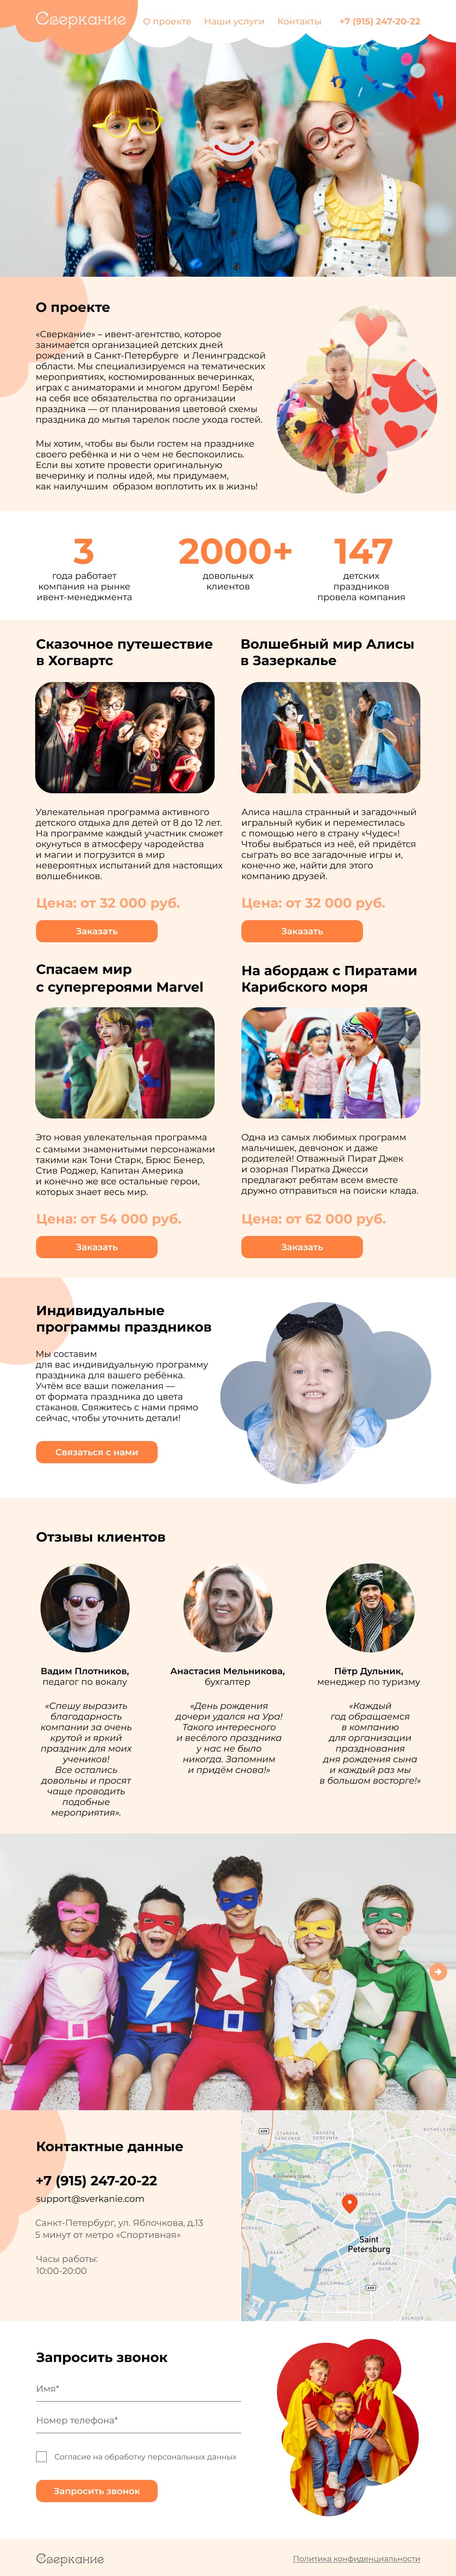 Сверкание
О проекте
Наши услуги
Контакты
+7 (915) 247-20-22
О проекте
«Сверкание» – ивент-агентство, которое
занимается организацией детских дней
рождений в Санкт-Петербурге и Ленинградской
области. Мы специализируемся на тематических
мероприятиях, костюмированных вечеринках,
играх с аниматорами и многом другом! Берём
на себя все обязательства по организации
праздника — от планирования цветовой схемы
праздника до мытья тарелок после ухода гостей.
Мы хотим, чтобы вы были гостем на празднике
своего ребёнка и ни о чем не беспокоились.
Если вы хотите провести оригинальную
вечеринку и полны идей, мы придумаем,
как наилучшим образом воплотить их в жизнь!
3
года работает
компания на рынке
ивент-менеджмента
2000+
довольных
клиентов
147
детских
праздников
провела компания
Сказочное путешествие
в Хогвартс
Увлекательная программа активного
детского отдыха для детей от 8 до 12 лет.
На программе каждый участник сможет
окунуться в атмосферу чародейства
и магии и погрузится в мир
невероятных испытаний для настоящих
волшебников.
Цена: от 32 000 руб.
Заказать
Волшебный мир Алисы
в Зазеркалье
Алиса нашла странный и загадочный
игральный кубик и переместилась
с помощью него в страну «Чудес»!
Чтобы выбраться из неё, ей придётся
сыграть во все загадочные игры и,
конечно же, найти для этого
компанию друзей.
Цена: от 32 000 руб.
Заказать
Спасаем мир
с супергероями Marvel
Это новая увлекательная программа
с самыми знаменитыми персонажами
такими как Тони Старк, Брюс Бенер,
Стив Роджер, Капитан Америка
и конечно же все остальные герои,
которых знает весь мир.
Цена: от 54 000 руб.
Заказать
На абордаж с Пиратами
Карибского моря
Одна из самых любимых программ
мальчишек, девчонок и даже
родителей! Отважный Пират Джек
и озорная Пиратка Джесси
предлагают ребятам всем вместе
дружно отправиться на поиски клада.
Цена: от 62 000 руб.
Заказать
Индивидуальные
программы праздников
Мы составим
для вас индивидуальную программу
праздника для вашего ребёнка.
Учтём все ваши пожелания —
от формата праздника до цвета
стаканов. Свяжитесь с нами прямо
сейчас, чтобы уточнить детали!
Связаться с нами
Отзывы клиентов
Вадим Плотников,
педагог по вокалу
«Спешу выразить
благодарность
компании за очень
крутой и яркий
праздник для моих
учеников!
Все остались
довольны и просят
чаще проводить
подобные
мероприятия».
Анастасия Мельникова,
бухгалтер
«День рождения
дочери удался на Ура!
Такого интересного
и весёлого праздника
у нас не было
никогда. Запомним
и придём снова!»
Пётр Дульник,
менеджер по туризму
«Каждый
год обращаемся
в компанию
для организации
празднования
дня рождения сына
и каждый раз мы
в большом восторге!»
Контактные данные
+7 (915) 247-20-22
support@sverkanie.com
Санкт-Петербург, ул. Яблочкова, д.13
5 минут от метро «Спортивная»
Часы работы:
10:00-20:00
Saint
Petersburg
Запросить звонок
Имя*
Номер телефона*
Согласие на обработку персональных данных
Запросить звонок
Сверкание
Политика конфиденциальности